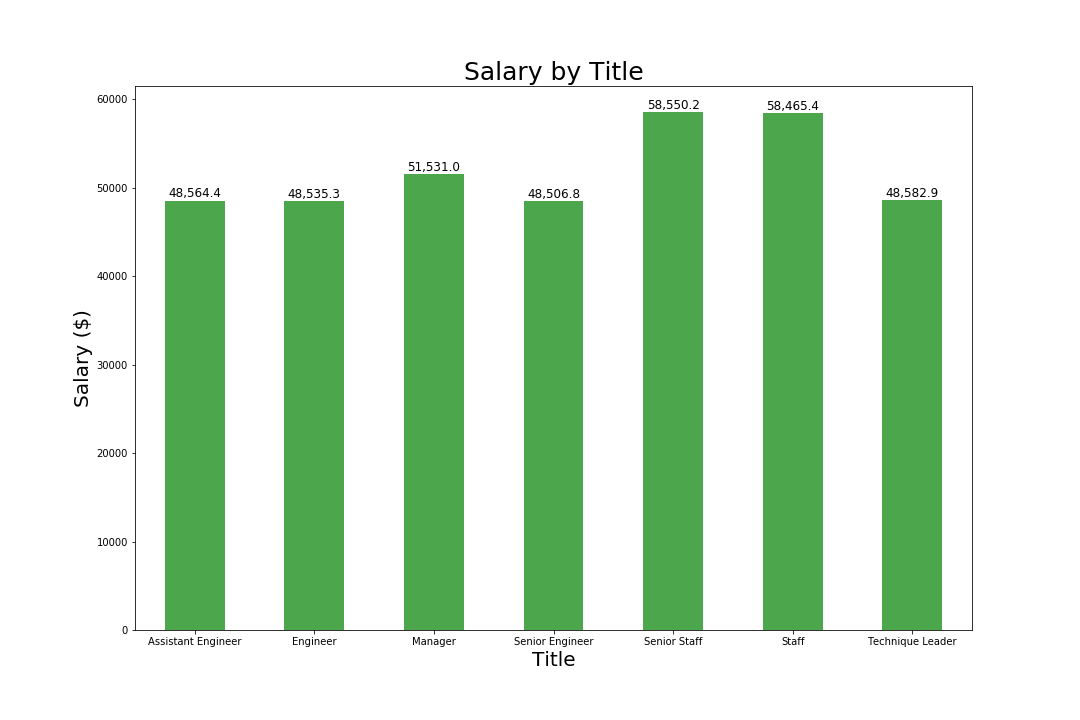 Salary by Title
Salary ($)
60000
50000
40000
30000
20000
10000
0
48,564.4
48,535.3
51,531.0
48,506.8
58,550.2
58,465.4
48,582.9
Assistant Engineer
Engineer
Manager
Senior Engineer
Senior Staff
Staff
Technique Leader
Title